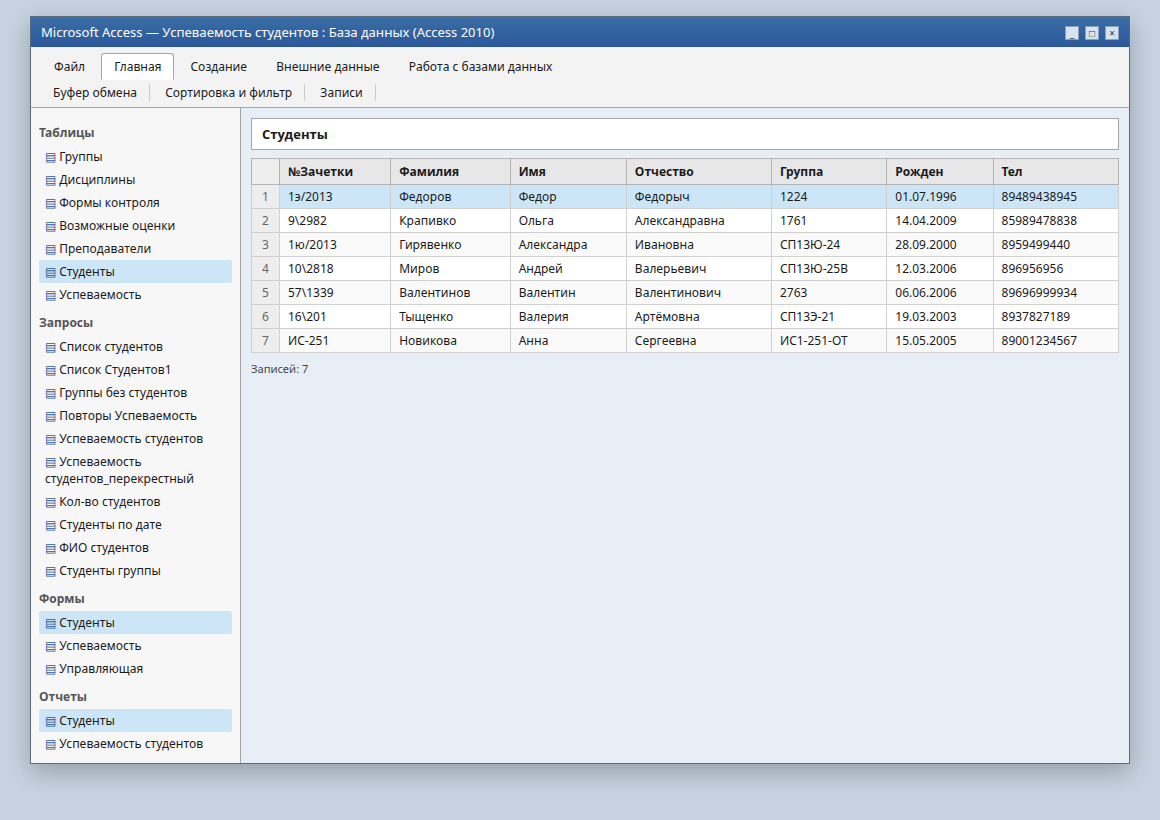 Microsoft Access — Успеваемость студентов : База данных (Access 2010)
Файл Главная Создание Внешние данные Работа с базами данных
Буфер обмена Сортировка и фильтр Записи
Таблицы
Группы
Дисциплины
Формы контроля
Возможные оценки
Преподаватели
Студенты
Успеваемость
Запросы
Список студентов
Список Студентов1
Группы без студентов
Повторы Успеваемость
Успеваемость студентов
Успеваемость
студентов_перекрестный
Кол-во студентов
Студенты по дате
ФИО студентов
Студенты группы
Формы
Студенты
Успеваемость
Управляющая
Отчеты
Студенты
Успеваемость студентов
Студенты
№Зачетки Фамилия Имя Отчество Группа Рожден Тел
1 1э/2013 Федоров Федор Федорыч 1224 01.07.1996 89489438945
2 9\2982 Крапивко Ольга Александравна 1761 14.04.2009 85989478838
3 1ю/2013 Гирявенко Александра Ивановна СП13Ю-24 28.09.2000 8959499440
4 10\2818 Миров Андрей Валерьевич СП13Ю-25В 12.03.2006 896956956
5 57\1339 Валентинов Валентин Валентинович 2763 06.06.2006 89696999934
6 16\201 Тыщенко Валерия Артёмовна СП13Э-21 19.03.2003 8937827189
7 ИС-251 Новикова Анна Сергеевна ИС1-251-ОТ 15.05.2005 89001234567
Записей: 7